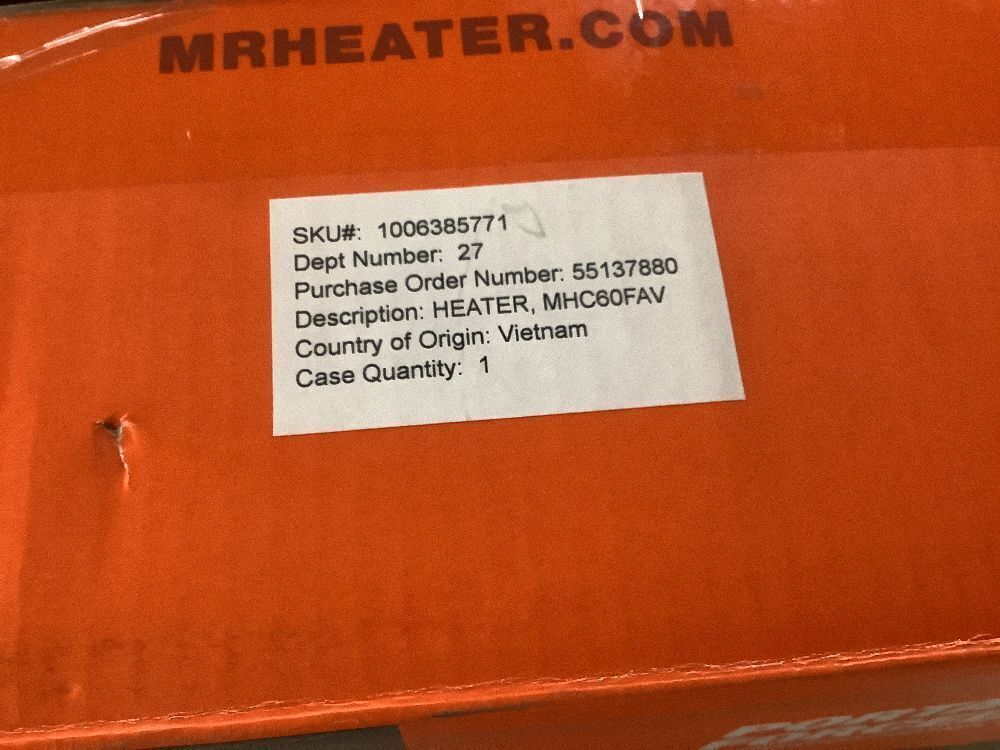 MRHEATER.COM
SKU#: 1006385771
Dept Number: 27
Purchase Order Number: 55137880
Description: HEATER, MHC60FAV
Country of Origin: Vietnam
Case Quantity: 1